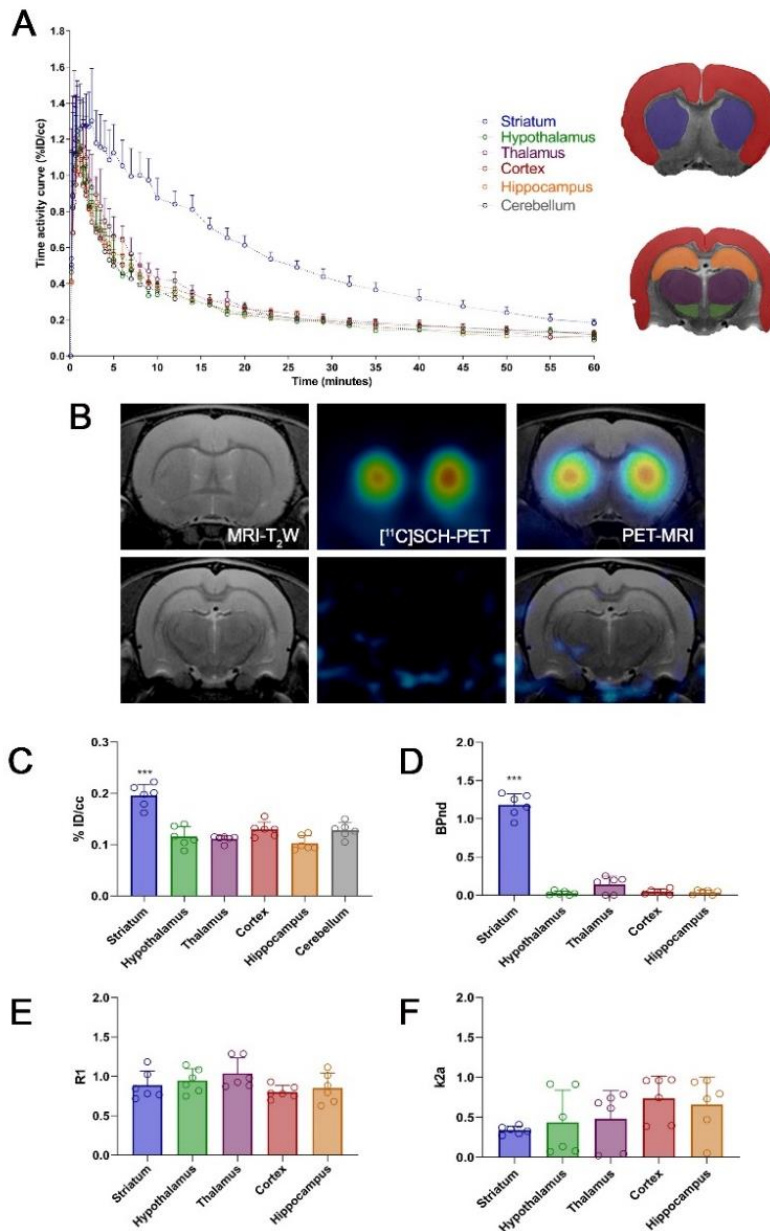 A
Time activity curve (%ID/cc)
1.8
1.6
1.4
1.2
1.0
0.8
0.6
0.4
0.2
0.0
0 5 10 15 20 25 30 35 40 45 50 55 60
Time (minutes)
Striatum
Hypothalamus
Thalamus
Cortex
Hippocampus
Cerebellum
B
MRI-T₂W
[¹¹C]SCH-PET
PET-MRI
C
% ID/cc
0.3
0.2
0.1
0.0
***
Striatum
Hypothalamus
Thalamus
Cortex
Hippocampus
Cerebellum
D
BPnd
2.0
1.5
1.0
0.5
0.0
***
Striatum
Hypothalamus
Thalamus
Cortex
Hippocampus
E
R1
2.0
1.5
1.0
0.5
0.0
Striatum
Hypothalamus
Thalamus
Cortex
Hippocampus
F
k2a
2.0
1.5
1.0
0.5
0.0
Striatum
Hypothalamus
Thalamus
Cortex
Hippocampus